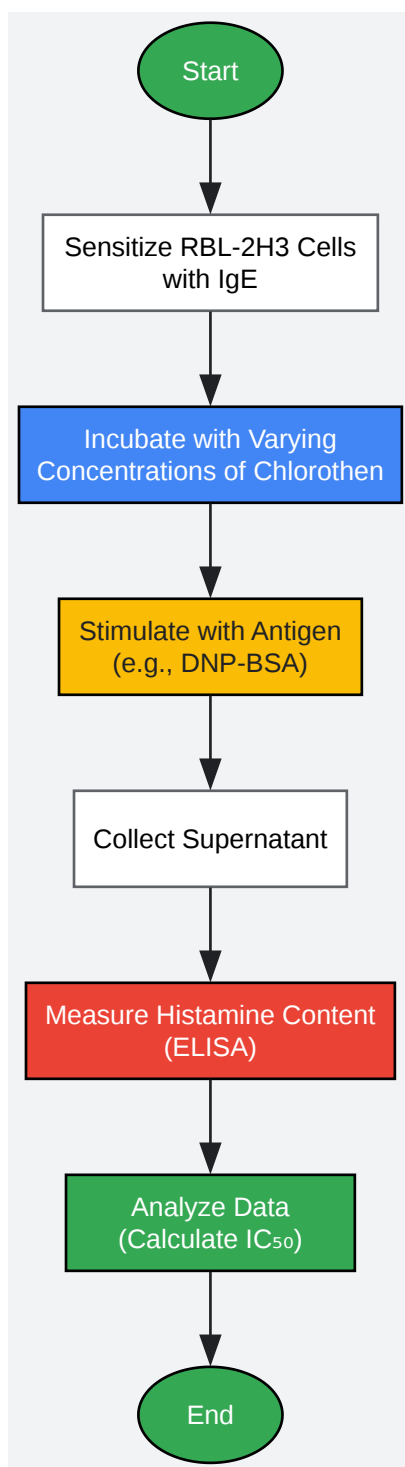 Start
Sensitize RBL-2H3 Cells
with IgE
Incubate with Varying
Concentrations of Chlorothen
Stimulate with Antigen
(e.g., DNP-BSA)
Collect Supernatant
Measure Histamine Content
(ELISA)
Analyze Data
(Calculate IC₅₀)
End